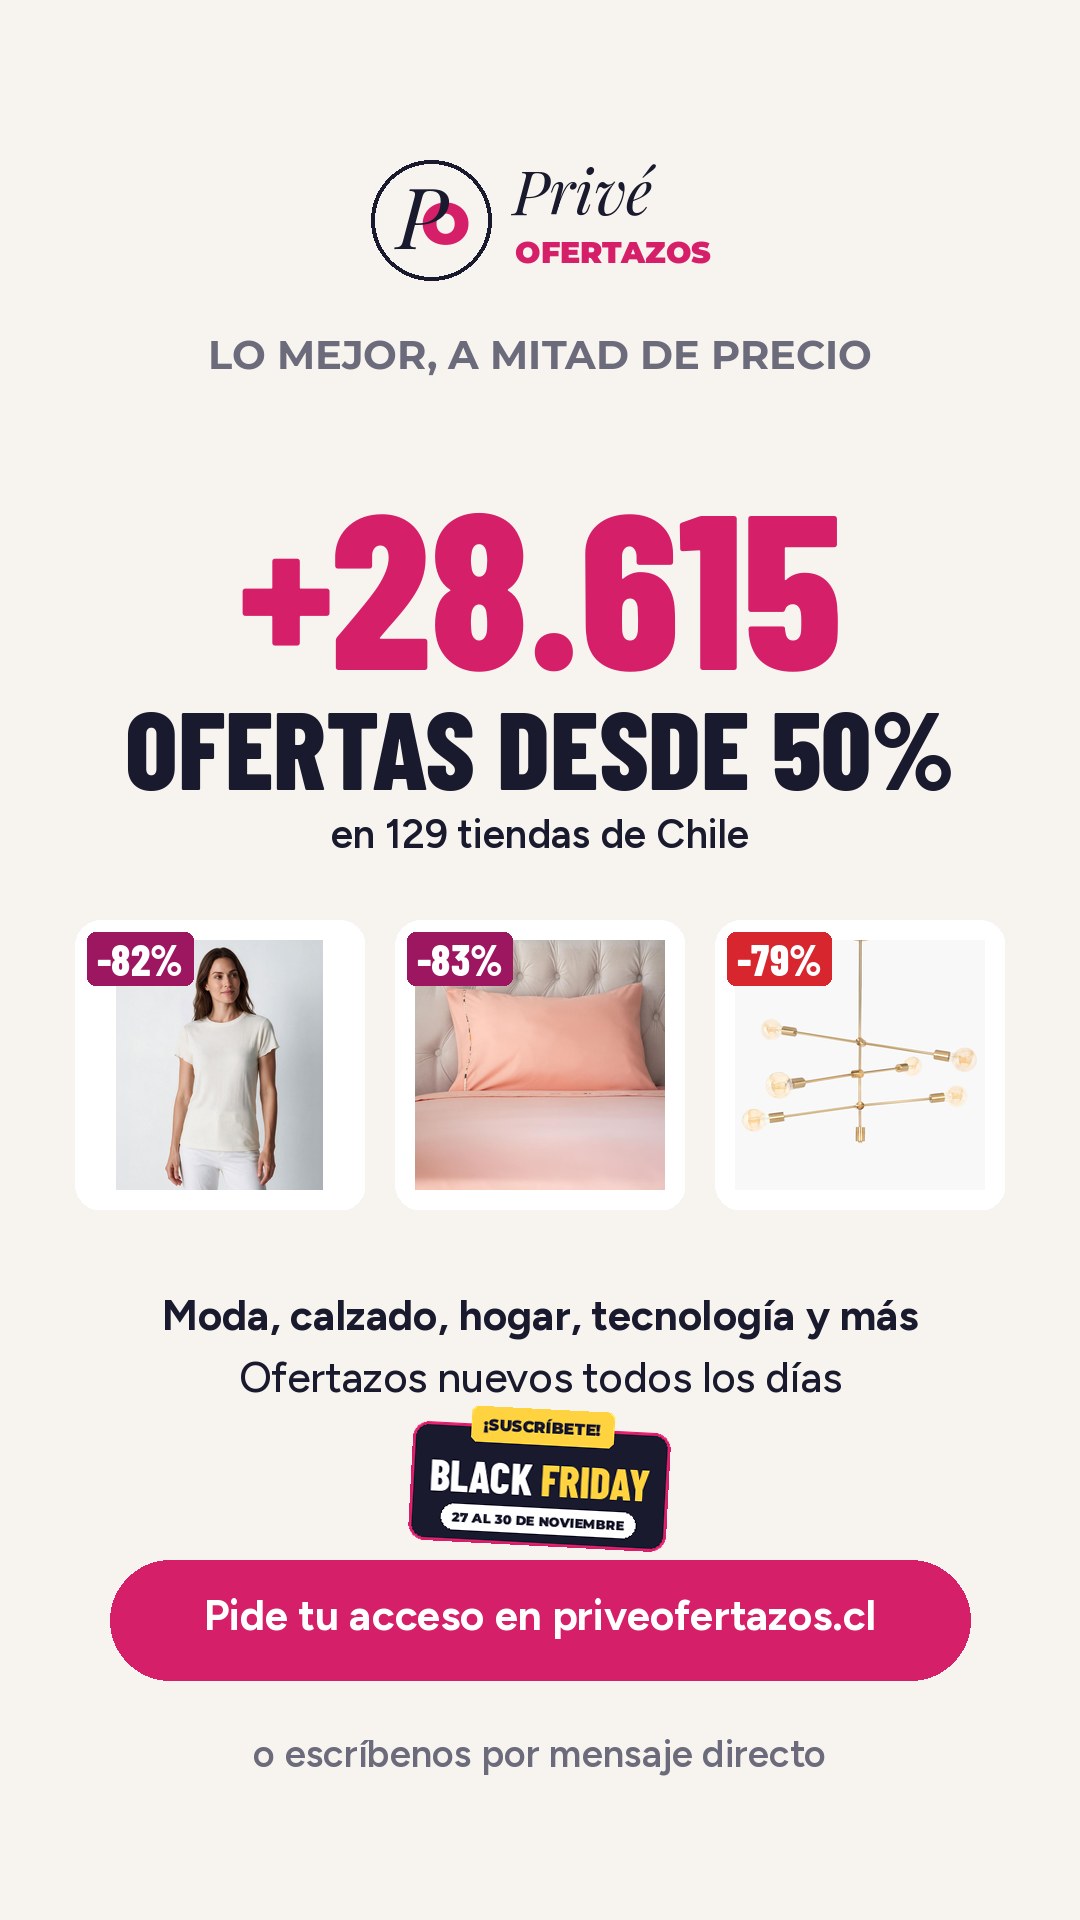 Po
Privé
OFERTAZOS
LO MEJOR, A MITAD DE PRECIO
+28.615
OFERTAS DESDE 50%
en 129 tiendas de Chile
-82%
-83%
-79%
Moda, calzado, hogar, tecnología y más
Ofertazos nuevos todos los días
¡SUSCRÍBETE!
BLACK FRIDAY
27 AL 30 DE NOVIEMBRE
Pide tu acceso en priveofertazos.cl
o escríbenos por mensaje directo